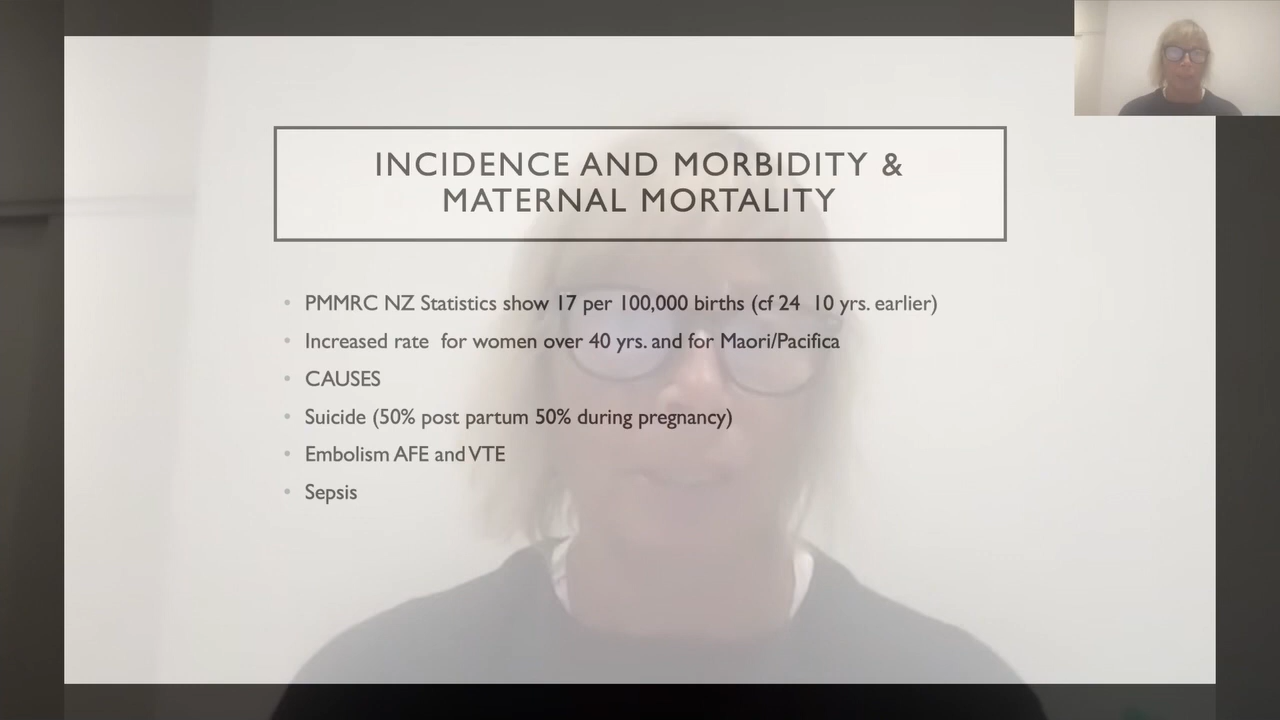 INCIDENCE AND MORBIDITY &
MATERNAL MORTALITY
• PMMRC NZ Statistics show 17 per 100,000 births (cf 24  10 yrs. earlier)
• Increased rate  for women over 40 yrs. and for Maori/Pacifica
• CAUSES
• Suicide (50% post partum 50% during pregnancy)
• Embolism AFE and VTE
• Sepsis